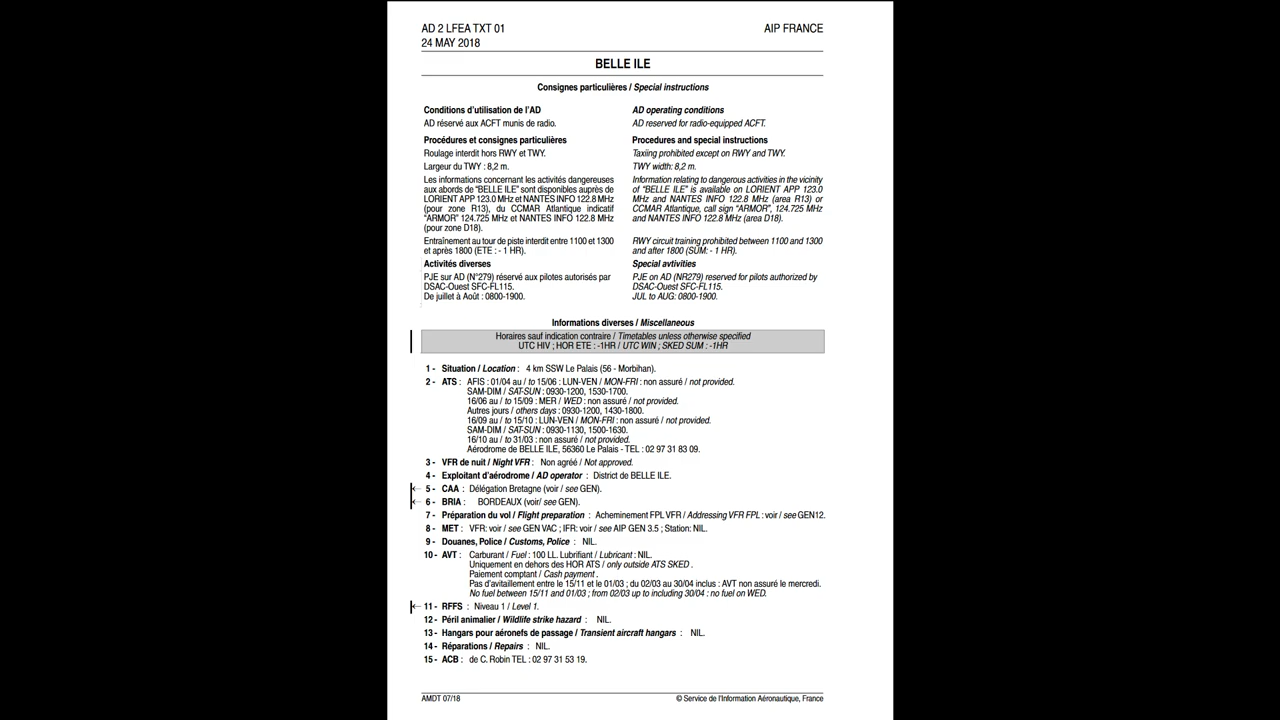 AD 2 LFEA TXT 01
AIP FRANCE
24 MAY 2018
BELLE ILE
Consignes particulières / Special instructions
Conditions d'utilisation de l'AD
AD réservé aux ACFT munis de radio.
Procédures et consignes particulières
Roulage interdit hors RWY et TWY.
Largeur du TWY : 8,2 m.
Les informations concernant les activités dangereuses
aux abords de "BELLE ILE" sont disponibles auprès de
LORIENT APP 123.0 MHz et NANTES INFO 122.8 MHz
(pour zone R13), du CCMAR Atlantique indicatif
"ARMOR" 124.725 MHz et NANTES INFO 122.8 MHz
(pour zone D18).
Entraînement au tour de piste interdit entre 1100 et 1300
et après 1800 (ETE : - 1 HR).
Activités diverses
PJE sur AD (N°279) réservé aux pilotes autorisés par
DSAC-Ouest SFC-FL115.
De juillet à Août : 0800-1900.
AD operating conditions
AD reserved for radio-equipped ACFT.
Procedures and special instructions
Taxiing prohibited except on RWY and TWY.
TWY width: 8,2 m.
Information relating to dangerous activities in the vicinity
of "BELLE ILE" is available on LORIENT APP 123.0
MHz and NANTES INFO 122.8 MHz (area R13) or
CCMAR Atlantique, call sign "ARMOR", 124.725 MHz
and NANTES INFO 122.8 MHz (area D18).
RWY circuit training prohibited between 1100 and 1300
and after 1800 (SUM: - 1 HR).
Special avtivities
PJE on AD (NR279) reserved for pilots authorized by
DSAC-Ouest SFC-FL115.
JUL to AUG: 0800-1900.
Informations diverses / Miscellaneous
Horaires sauf indication contraire / Timetables unless otherwise specified
UTC HIV ; HOR ETE : -1HR / UTC WIN ; SKED SUM : -1HR
1 - Situation / Location : 4 km SSW Le Palais (56 - Morbihan).
2 - ATS : AFIS : 01/04 au / to 15/06 : LUN-VEN / MON-FRI : non assuré / not provided.
SAM-DIM / SAT-SUN : 0930-1200, 1530-1700.
16/06 au / to 15/09 : MER / WED : non assuré / not provided.
Autres jours / others days : 0930-1200, 1430-1800.
16/09 au / to 15/10 : LUN-VEN / MON-FRI : non assuré / not provided.
SAM-DIM / SAT-SUN : 0930-1130, 1500-1630.
16/10 au / to 31/03 : non assuré / not provided.
Aérodrome de BELLE ILE, 56360 Le Palais - TEL : 02 97 31 83 09.
3 - VFR de nuit / Night VFR : Non agréé / Not approved.
4 - Exploitant d'aérodrome / AD operator : District de BELLE ILE.
5 - CAA : Délégation Bretagne (voir / see GEN).
6 - BRIA : BORDEAUX (voir/ see GEN).
7 - Préparation du vol / Flight preparation : Acheminement FPL VFR / Addressing VFR FPL : voir / see GEN12.
8 - MET : VFR: voir / see GEN VAC ; IFR: voir / see AIP GEN 3.5 ; Station: NIL.
9 - Douanes, Police / Customs, Police : NIL.
10 - AVT : Carburant / Fuel : 100 LL. Lubrifiant / Lubricant : NIL.
Uniquement en dehors des HOR ATS / only outside ATS SKED .
Paiement comptant / Cash payment .
Pas d'avitaillement entre le 15/11 et le 01/03 ; du 02/03 au 30/04 inclus : AVT non assuré le mercredi.
No fuel between 15/11 and 01/03 ; from 02/03 up to including 30/04 : no fuel on WED.
11 - RFFS : Niveau 1 / Level 1.
12 - Péril animalier / Wildlife strike hazard : NIL.
13 - Hangars pour aéronefs de passage / Transient aircraft hangars : NIL.
14 - Réparations / Repairs : NIL.
15 - ACB : de C. Robin TEL : 02 97 31 53 19.
AMDT 07/18
© Service de l'Information Aéronautique, France